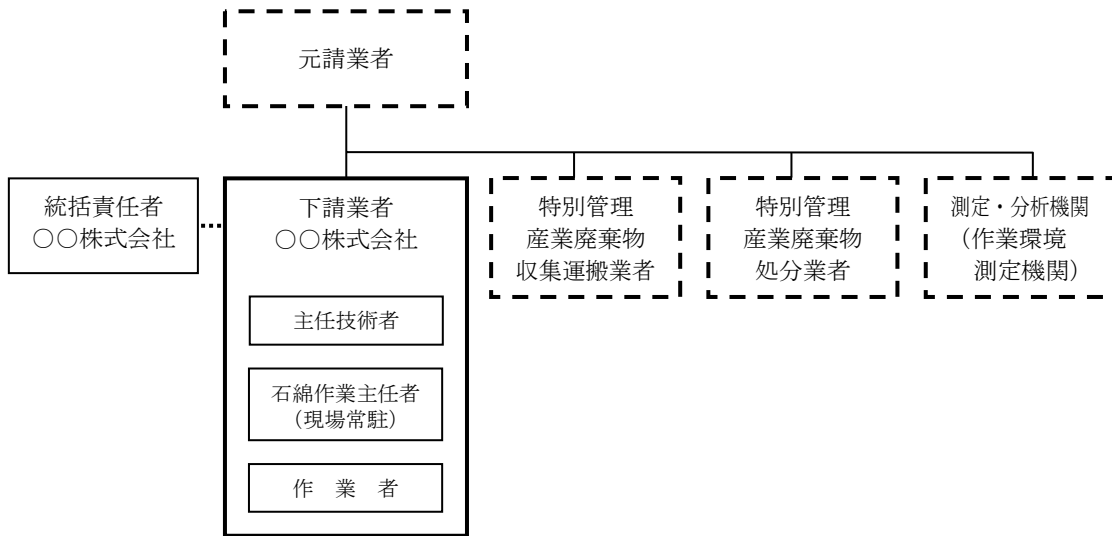 元請業者
統括責任者
○○株式会社
下請業者
○○株式会社
主任技術者
石綿作業主任者
（現場常駐）
作　業　者
特別管理
産業廃棄物
収集運搬業者
特別管理
産業廃棄物
処分業者
測定・分析機関
（作業環境
測定機関）